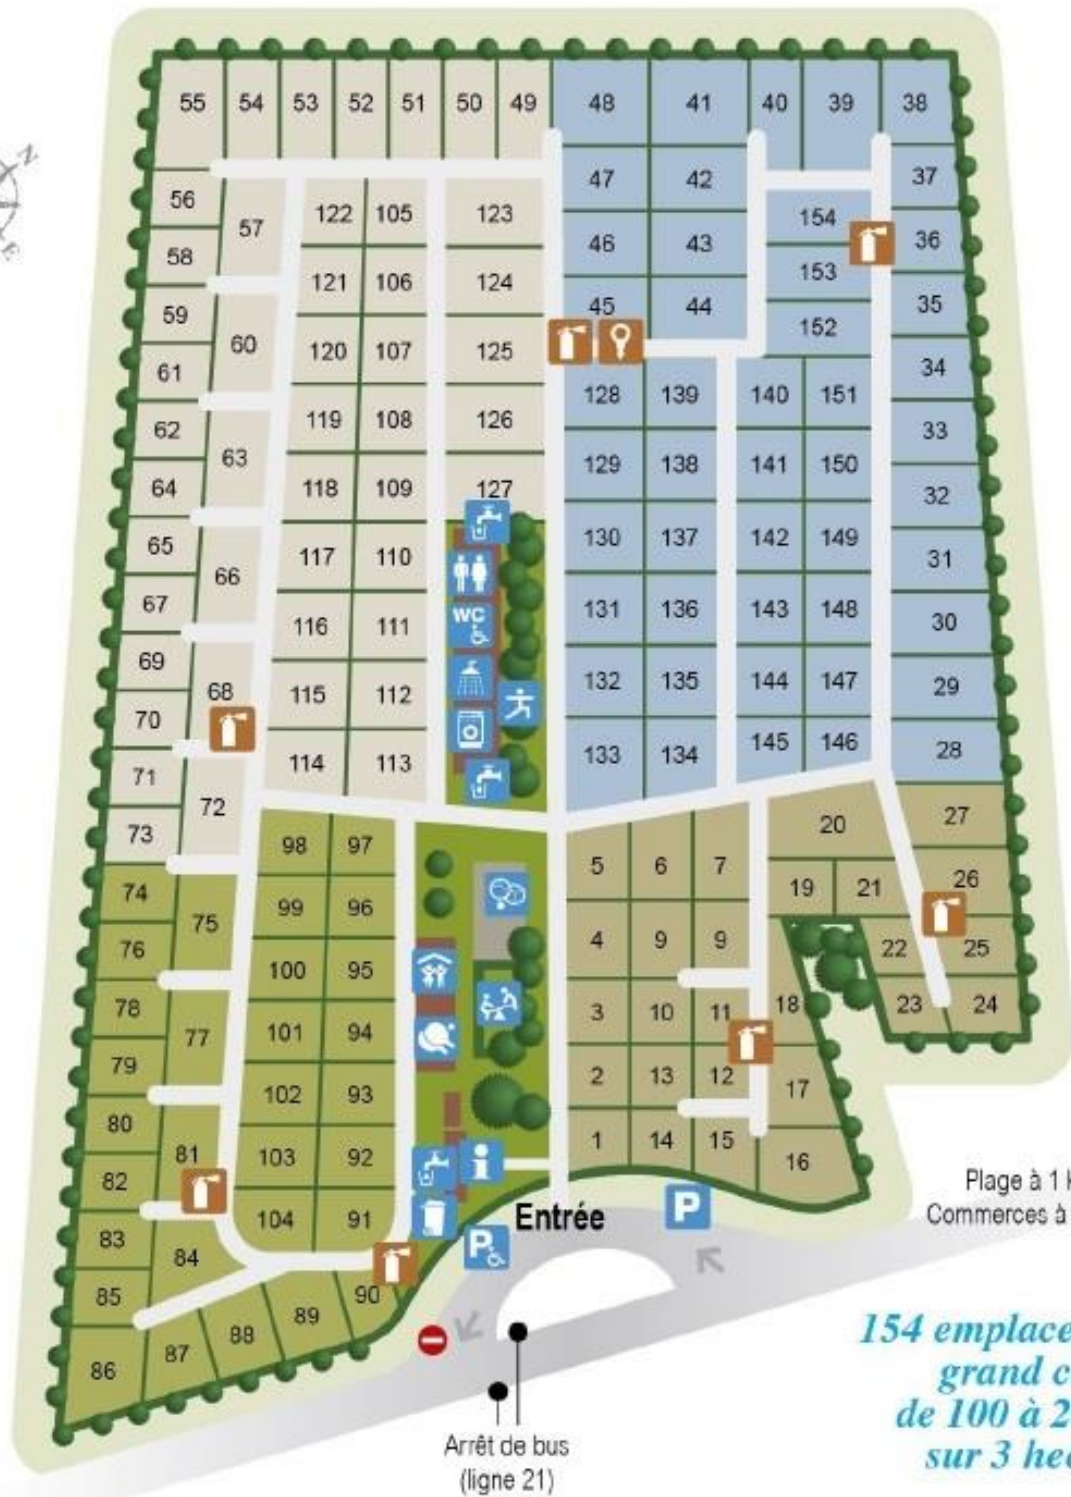 55 54 53 52 51 50 49 48 41 40 39 38
N
E
56 57 122 105 123 47 42 154 37
58 121 106 124 46 43 153 36
59 60 120 107 125 45 44 152 35
61 119 108 126 128 139 140 151 34
62 63 118 109 127 129 138 141 150 33
64 117 110 130 137 142 149 32
65 66 116 111 131 136 143 148 31
67 115 112 132 135 144 147 30
69 68 114 113 133 134 145 146 29
70 28
71 72
73
WC
98 97 5 6 7 20 27
74 75 99 96 4 9 9 19 21 26
76 100 95 3 10 11 18 22 25
78 77 101 94 2 13 12 17 23 24
79 102 93 1 14 15 16
80 81 103 92
82 104 91
83 84
85
86 87 88 89 90
i
Entrée
P
P
Plage à 1
Commerces à
154
grand
de 100 à
sur 3
Arrêt de bus
(ligne 21)